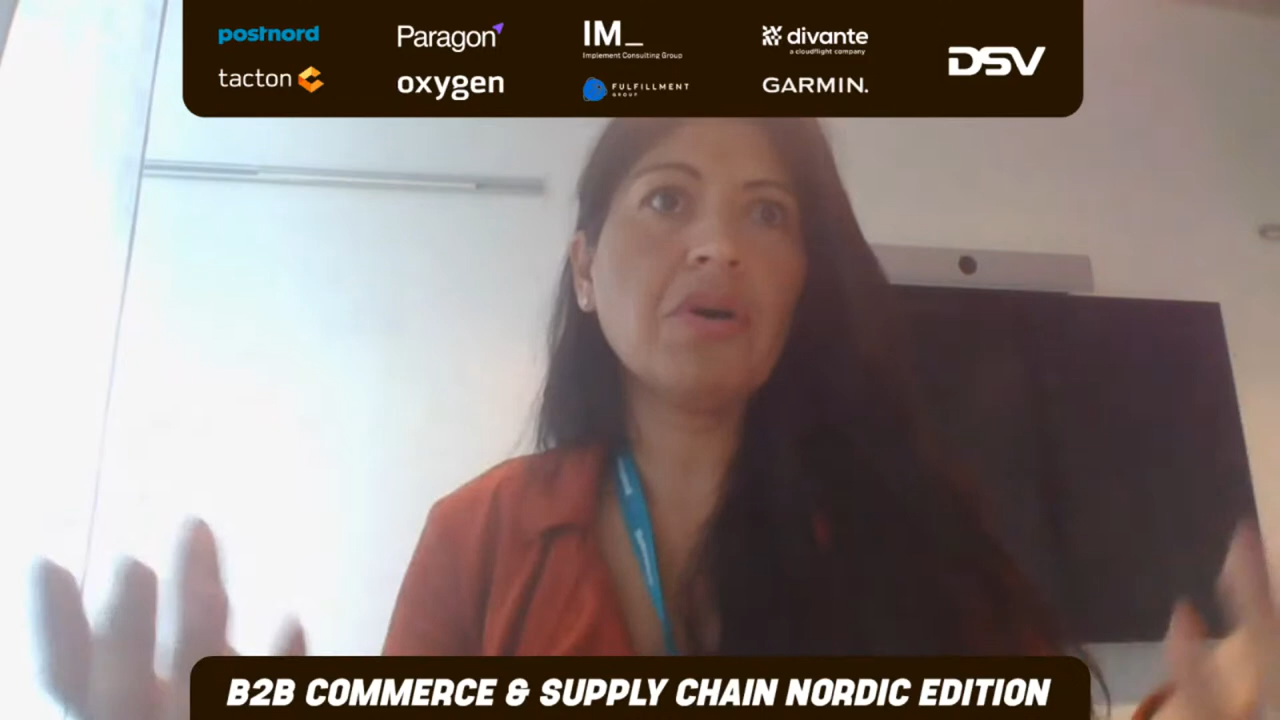 postnord
Paragon
IM_
Implement Consulting Group
divante
a cloudflight company
DSV
tacton
oxygen
FULFILLMENT
GROUP
GARMIN.
B2B COMMERCE & SUPPLY CHAIN NORDIC EDITION